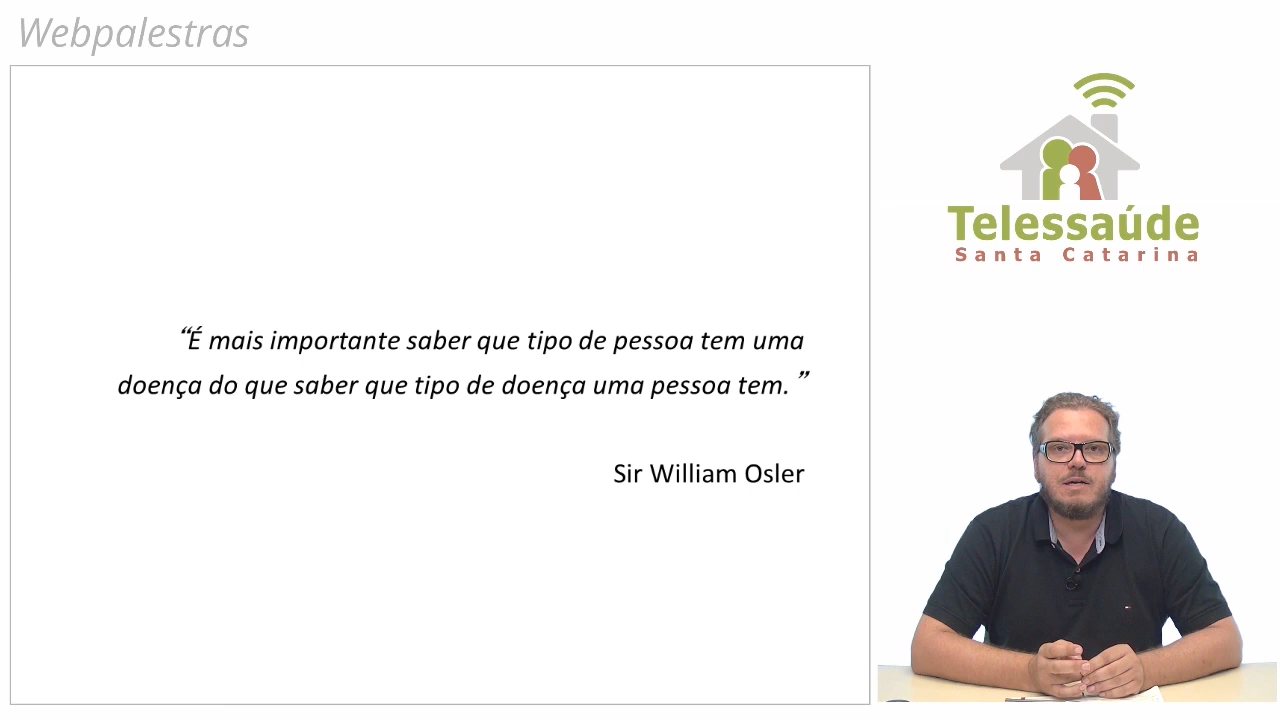 Webpalestras
“É mais importante saber que tipo de pessoa tem uma
doença do que saber que tipo de doença uma pessoa tem.”
Sir William Osler
Telessaúde
Santa Catarina